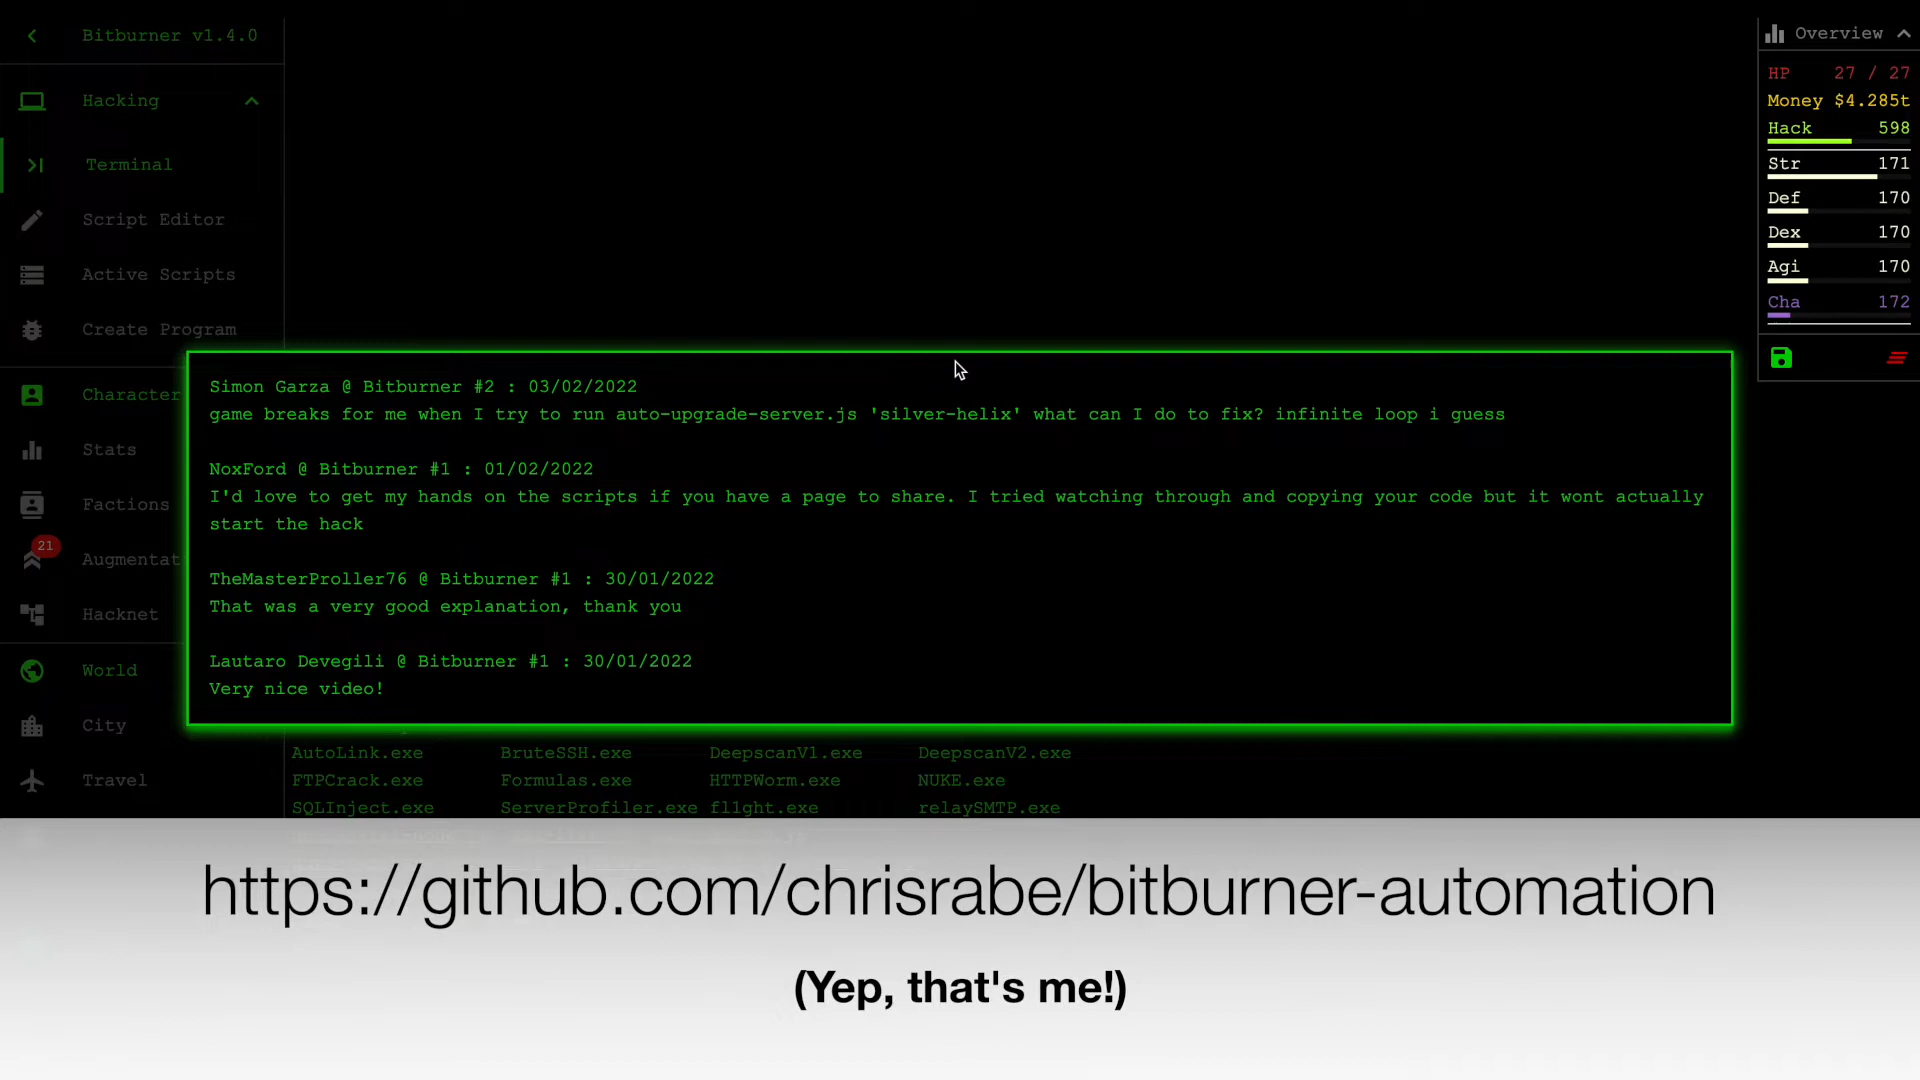 Bitburner v1.4.0
Hacking
Terminal
Script Editor
Active Scripts
Create Program
Character
Stats
Factions
21
Augmentat
Hacknet
World
City
Travel
Overview
HP 27 / 27
Money $4.285t
Hack 598
Str 171
Def 170
Dex 170
Agi 170
Cha 172
Simon Garza @ Bitburner #2 : 03/02/2022
game breaks for me when I try to run auto-upgrade-server.js 'silver-helix' what can I do to fix? infinite loop i guess
NoxFord @ Bitburner #1 : 01/02/2022
I'd love to get my hands on the scripts if you have a page to share. I tried watching through and copying your code but it wont actually
start the hack
TheMasterProller76 @ Bitburner #1 : 30/01/2022
That was a very good explanation, thank you
Lautaro Devegili @ Bitburner #1 : 30/01/2022
Very nice video!
AutoLink.exe BruteSSH.exe DeepscanV1.exe DeepscanV2.exe
FTPCrack.exe Formulas.exe HTTPWorm.exe NUKE.exe
SQLInject.exe ServerProfiler.exe fl1ght.exe relaySMTP.exe
https://github.com/chrisrabe/bitburner-automation
(Yep, that's me!)